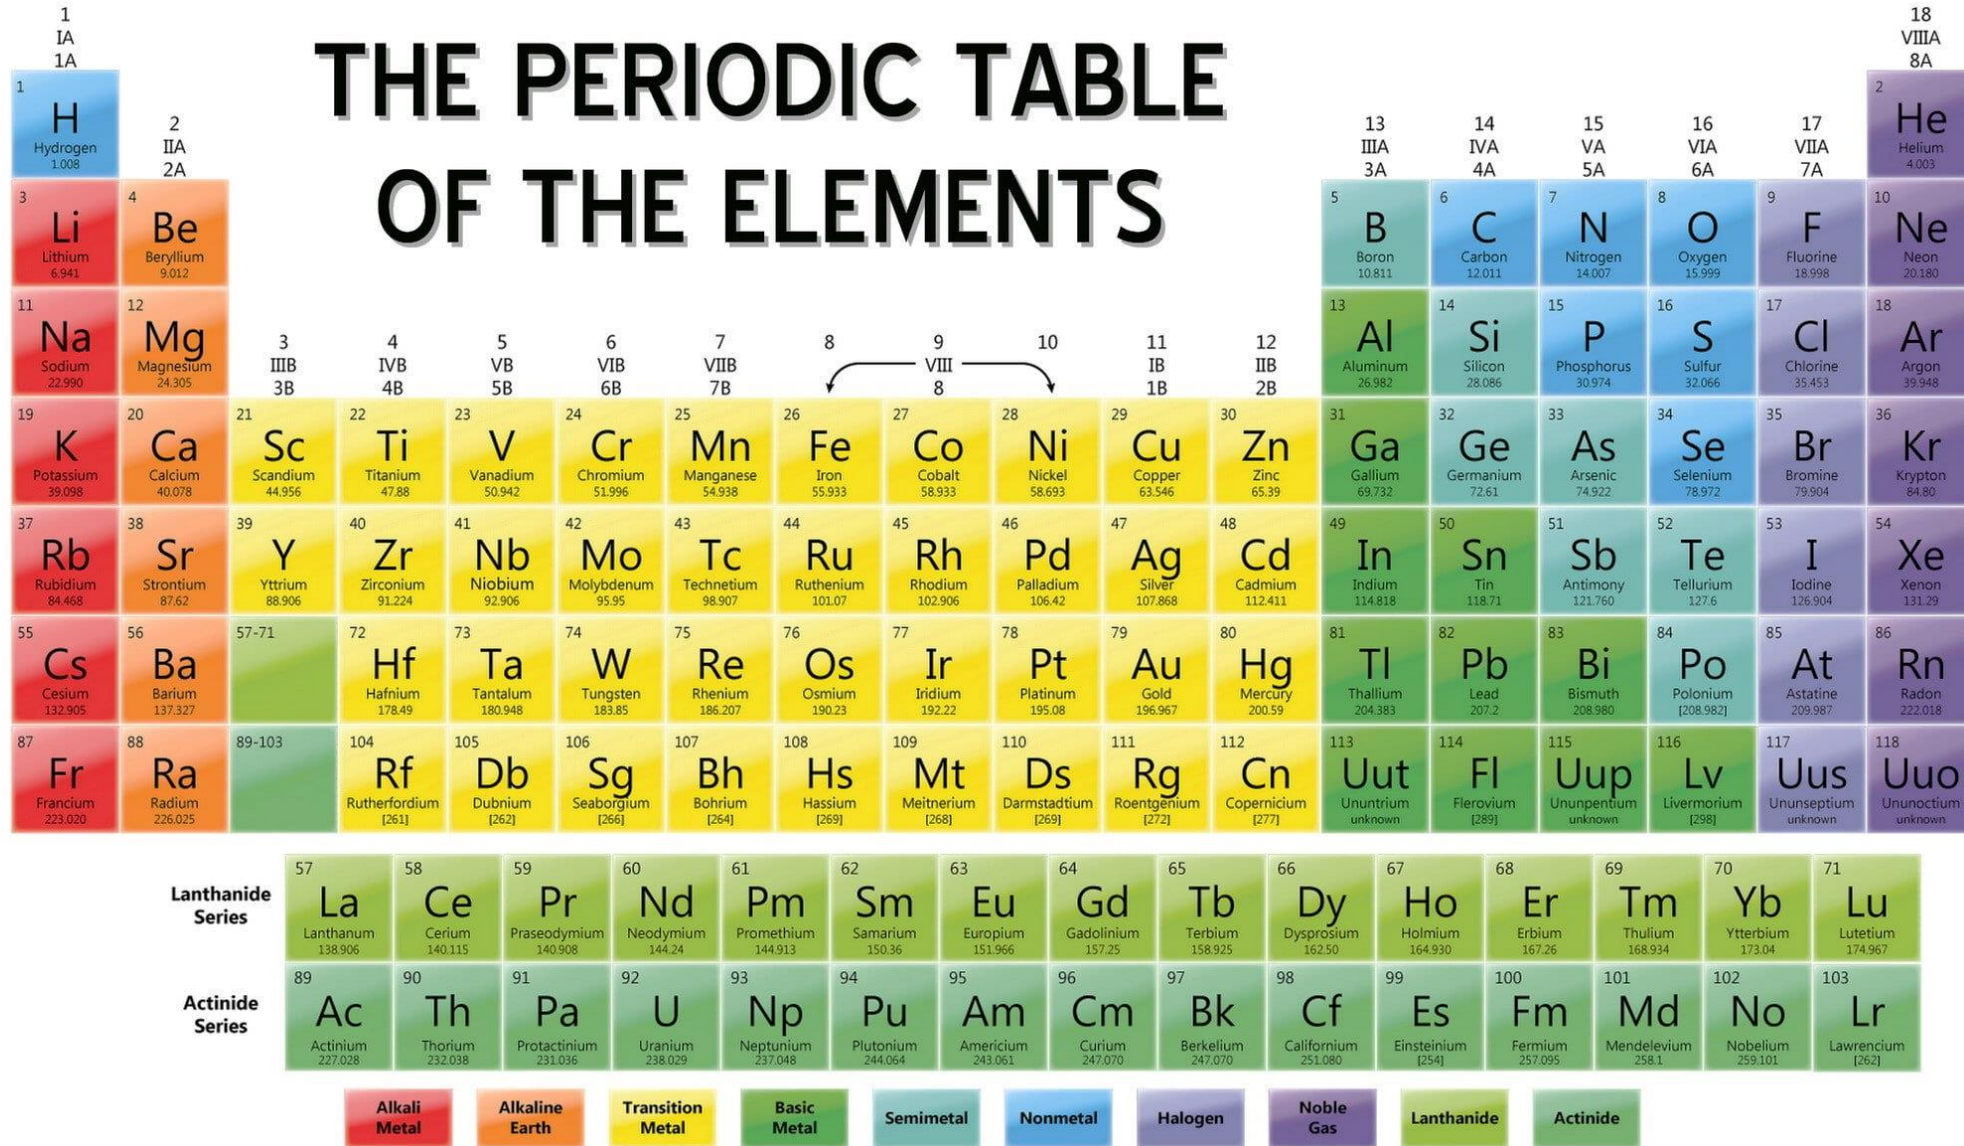 THE PERIODIC TABLE
OF THE ELEMENTS
1
IA
1A
18
VIIIA
8A
1
H
Hydrogen
1.008
2
He
Helium
4.003
2
IIA
2A
13
IIIA
3A
14
IVA
4A
15
VA
5A
16
VIA
6A
17
VIIA
7A
3
Li
Lithium
6.941
4
Be
Beryllium
9.012
5
B
Boron
10.811
6
C
Carbon
12.011
7
N
Nitrogen
14.007
8
O
Oxygen
15.999
9
F
Fluorine
18.998
10
Ne
Neon
20.180
11
Na
Sodium
22.990
12
Mg
Magnesium
24.305
3
IIIB
3B
4
IVB
4B
5
VB
5B
6
VIB
6B
7
VIIB
7B
8
9
10
VIII
8
11
IB
1B
12
IIB
2B
13
Al
Aluminum
26.982
14
Si
Silicon
28.086
15
P
Phosphorus
30.974
16
S
Sulfur
32.066
17
Cl
Chlorine
35.453
18
Ar
Argon
39.948
19
K
Potassium
39.098
20
Ca
Calcium
40.078
21
Sc
Scandium
44.956
22
Ti
Titanium
47.88
23
V
Vanadium
50.942
24
Cr
Chromium
51.996
25
Mn
Manganese
54.938
26
Fe
Iron
55.933
27
Co
Cobalt
58.933
28
Ni
Nickel
58.693
29
Cu
Copper
63.546
30
Zn
Zinc
65.39
31
Ga
Gallium
69.732
32
Ge
Germanium
72.61
33
As
Arsenic
74.922
34
Se
Selenium
78.972
35
Br
Bromine
79.904
36
Kr
Krypton
84.80
37
Rb
Rubidium
84.468
38
Sr
Strontium
87.62
39
Y
Yttrium
88.906
40
Zr
Zirconium
91.224
41
Nb
Niobium
92.906
42
Mo
Molybdenum
95.95
43
Tc
Technetium
98.907
44
Ru
Ruthenium
101.07
45
Rh
Rhodium
102.906
46
Pd
Palladium
106.42
47
Ag
Silver
107.868
48
Cd
Cadmium
112.411
49
In
Indium
114.818
50
Sn
Tin
118.71
51
Sb
Antimony
121.760
52
Te
Tellurium
127.6
53
I
Iodine
126.904
54
Xe
Xenon
131.29
55
Cs
Cesium
132.905
56
Ba
Barium
137.327
57-71
72
Hf
Hafnium
178.49
73
Ta
Tantalum
180.948
74
W
Tungsten
183.85
75
Re
Rhenium
186.207
76
Os
Osmium
190.23
77
Ir
Iridium
192.22
78
Pt
Platinum
195.08
79
Au
Gold
196.967
80
Hg
Mercury
200.59
81
Tl
Thallium
204.383
82
Pb
Lead
207.2
83
Bi
Bismuth
208.980
84
Po
Polonium
[208.982]
85
At
Astatine
209.987
86
Rn
Radon
222.018
87
Fr
Francium
223.020
88
Ra
Radium
226.025
89-103
104
Rf
Rutherfordium
[261]
105
Db
Dubnium
[262]
106
Sg
Seaborgium
[266]
107
Bh
Bohrium
[264]
108
Hs
Hassium
[269]
109
Mt
Meitnerium
[268]
110
Ds
Darmstadtium
[269]
111
Rg
Roentgenium
[272]
112
Cn
Copernicium
[277]
113
Uut
Ununtrium
unknown
114
Fl
Flerovium
[289]
115
Uup
Ununpentium
unknown
116
Lv
Livermorium
[298]
117
Uus
Ununseptium
unknown
118
Uuo
Ununoctium
unknown
Lanthanide
Series
57
La
Lanthanum
138.906
58
Ce
Cerium
140.115
59
Pr
Praseodymium
140.908
60
Nd
Neodymium
144.24
61
Pm
Promethium
144.913
62
Sm
Samarium
150.36
63
Eu
Europium
151.966
64
Gd
Gadolinium
157.25
65
Tb
Terbium
158.925
66
Dy
Dysprosium
162.50
67
Ho
Holmium
164.930
68
Er
Erbium
167.26
69
Tm
Thulium
168.934
70
Yb
Ytterbium
173.04
71
Lu
Lutetium
174.967
Actinide
Series
89
Ac
Actinium
227.028
90
Th
Thorium
232.038
91
Pa
Protactinium
231.036
92
U
Uranium
238.029
93
Np
Neptunium
237.048
94
Pu
Plutonium
244.064
95
Am
Americium
243.061
96
Cm
Curium
247.070
97
Bk
Berkelium
247.070
98
Cf
Californium
251.080
99
Es
Einsteinium
[254]
100
Fm
Fermium
257.095
101
Md
Mendelevium
258.1
102
No
Nobelium
259.101
103
Lr
Lawrencium
[262]
Alkali
Metal
Alkaline
Earth
Transition
Metal
Basic
Metal
Semimetal
Nonmetal
Halogen
Noble
Gas
Lanthanide
Actinide